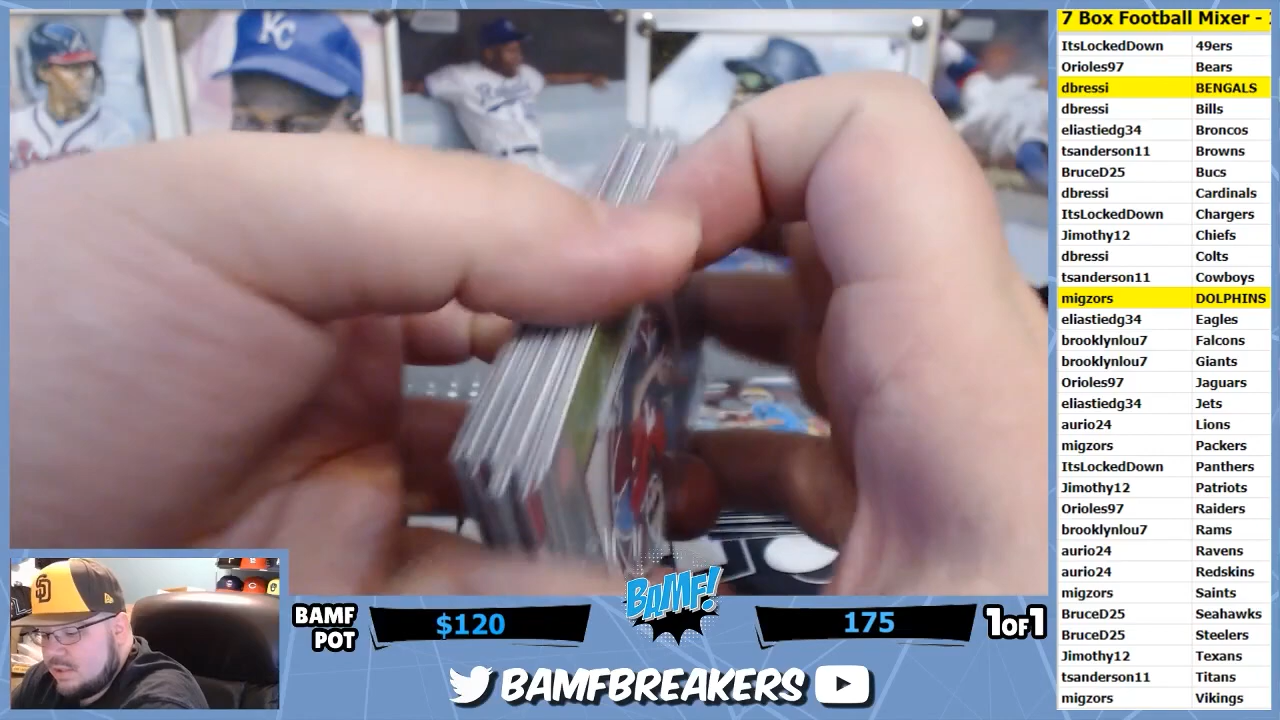 7 Box Football Mixer -
ItsLockedDown 49ers
Orioles97 Bears
dbressi BENGALS
dbressi Bills
eliastiedg34 Broncos
tsanderson11 Browns
BruceD25 Bucs
dbressi Cardinals
ItsLockedDown Chargers
Jimothy12 Chiefs
dbressi Colts
tsanderson11 Cowboys
migzors DOLPHINS
eliastiedg34 Eagles
brooklynlou7 Falcons
brooklynlou7 Giants
Orioles97 Jaguars
eliastiedg34 Jets
aurio24 Lions
migzors Packers
ItsLockedDown Panthers
Jimothy12 Patriots
Orioles97 Raiders
brooklynlou7 Rams
aurio24 Ravens
aurio24 Redskins
migzors Saints
BruceD25 Seahawks
BruceD25 Steelers
Jimothy12 Texans
tsanderson11 Titans
migzors Vikings
KC
SD
BAMF POT
$120
BAMF!
175
1OF1
BAMFBREAKERS